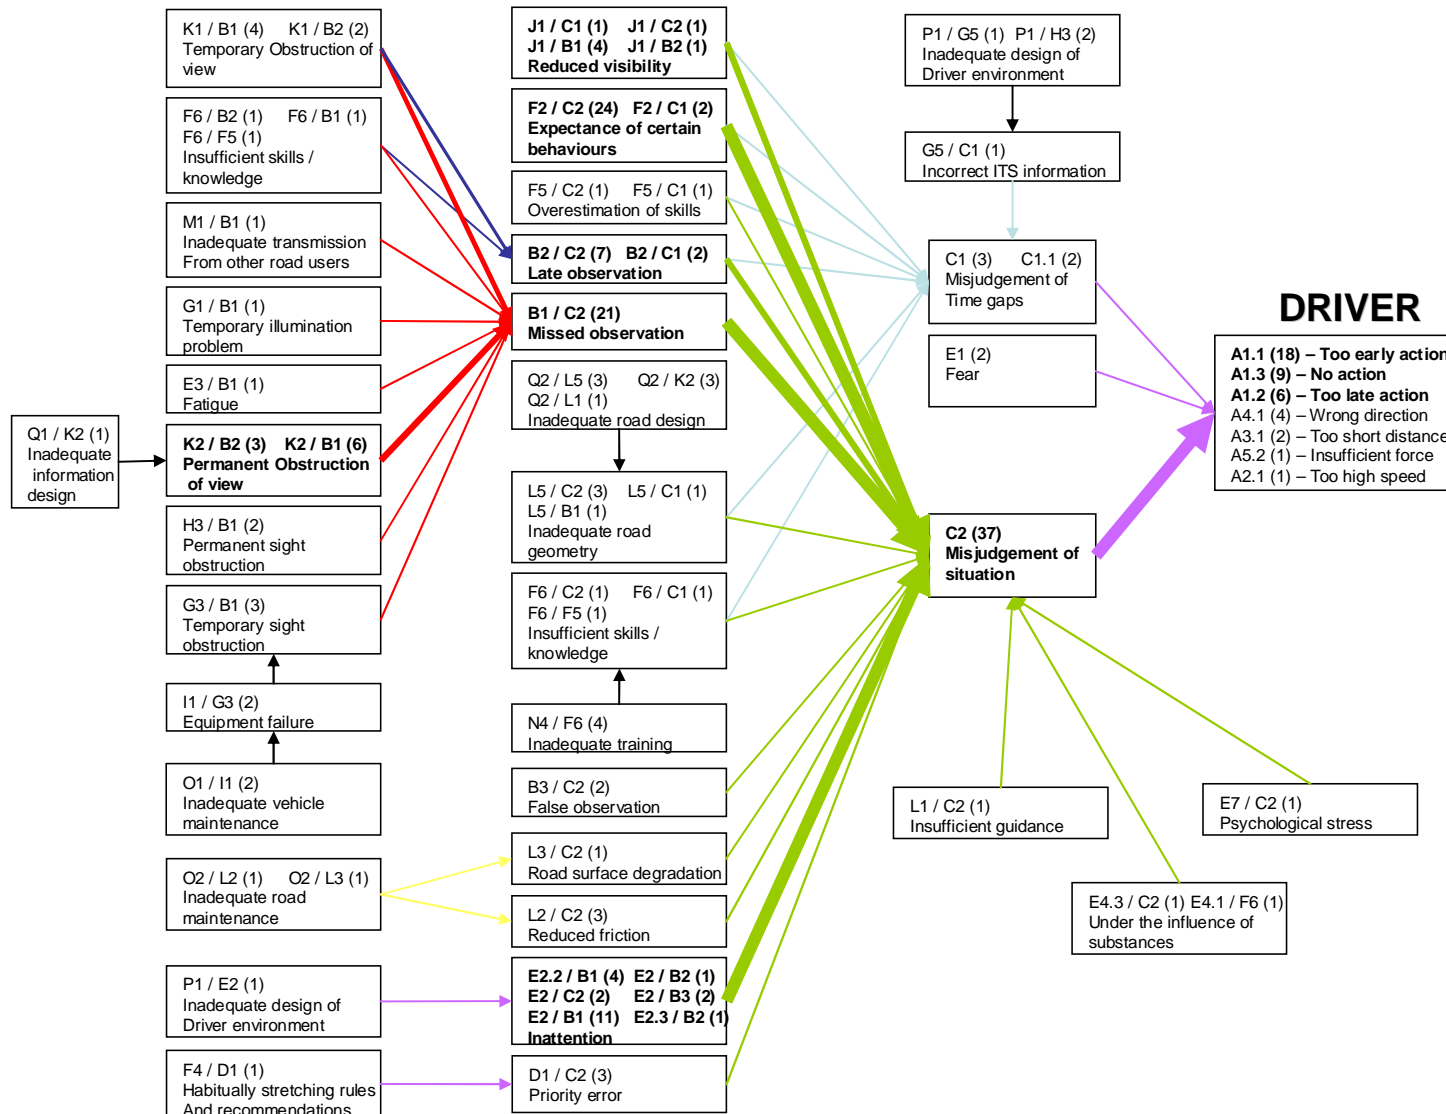 K1 / B1 (4) K1 / B2 (2)
Temporary Obstruction of
view
F6 / B2 (1) F6 / B1 (1)
F6 / F5 (1)
Insufficient skills /
knowledge
M1 / B1 (1)
Inadequate transmission
From other road users
G1 / B1 (1)
Temporary illumination
problem
E3 / B1 (1)
Fatigue
Q1 / K2 (1)
Inadequate
information
design
K2 / B2 (3) K2 / B1 (6)
Permanent Obstruction
of view
H3 / B1 (2)
Permanent sight
obstruction
G3 / B1 (3)
Temporary sight
obstruction
I1 / G3 (2)
Equipment failure
O1 / I1 (2)
Inadequate vehicle
maintenance
O2 / L2 (1) O2 / L3 (1)
Inadequate road
maintenance
P1 / E2 (1)
Inadequate design of
Driver environment
F4 / D1 (1)
Habitually stretching rules
And recommendations
J1 / C1 (1) J1 / C2 (1)
J1 / B1 (4) J1 / B2 (1)
Reduced visibility
F2 / C2 (24) F2 / C1 (2)
Expectance of certain
behaviours
F5 / C2 (1) F5 / C1 (1)
Overestimation of skills
B2 / C2 (7) B2 / C1 (2)
Late observation
B1 / C2 (21)
Missed observation
Q2 / L5 (3) Q2 / K2 (3)
Q2 / L1 (1)
Inadequate road design
L5 / C2 (3) L5 / C1 (1)
L5 / B1 (1)
Inadequate road
geometry
F6 / C2 (1) F6 / C1 (1)
F6 / F5 (1)
Insufficient skills /
knowledge
N4 / F6 (4)
Inadequate training
B3 / C2 (2)
False observation
L3 / C2 (1)
Road surface degradation
L2 / C2 (3)
Reduced friction
E2.2 / B1 (4) E2 / B2 (1)
E2 / C2 (2) E2 / B3 (2)
E2 / B1 (11) E2.3 / B2 (1)
Inattention
D1 / C2 (3)
Priority error
P1 / G5 (1) P1 / H3 (2)
Inadequate design of
Driver environment
G5 / C1 (1)
Incorrect ITS information
C1 (3) C1.1 (2)
Misjudgement of
Time gaps
E1 (2)
Fear
C2 (37)
Misjudgement of
situation
L1 / C2 (1)
Insufficient guidance
E7 / C2 (1)
Psychological stress
E4.3 / C2 (1) E4.1 / F6 (1)
Under the influence of
substances
DRIVER
A1.1 (18) – Too early action
A1.3 (9) – No action
A1.2 (6) – Too late action
A4.1 (4) – Wrong direction
A3.1 (2) – Too short distance
A5.2 (1) – Insufficient force
A2.1 (1) – Too high speed